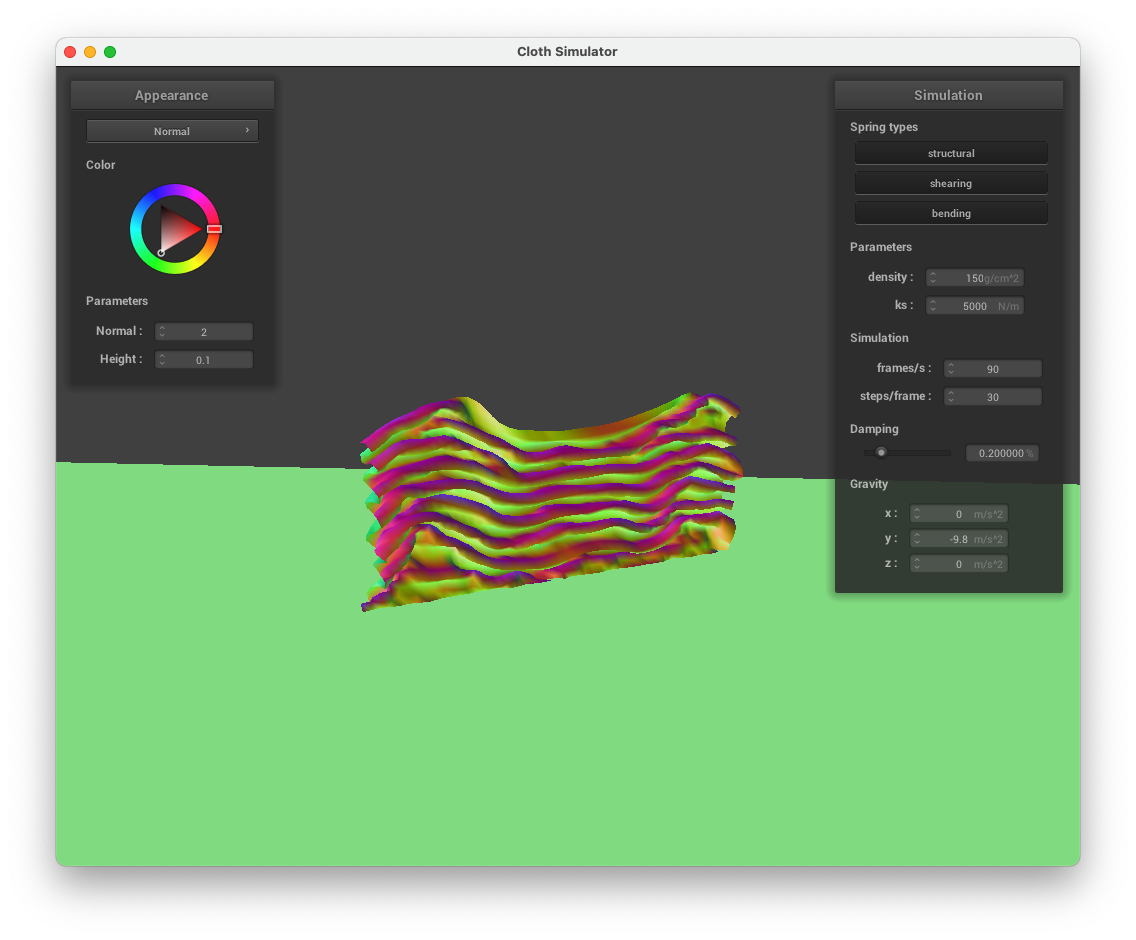 Cloth Simulator
Appearance
Normal
Color
Parameters
Normal : 2
Height : 0.1
Simulation
Spring types
structural
shearing
bending
Parameters
density : 150 g/cm^2
ks : 5000 N/m
Simulation
frames/s : 90
steps/frame : 30
Damping
0.200000 %
Gravity
x : 0 m/s^2
y : -9.8 m/s^2
z : 0 m/s^2